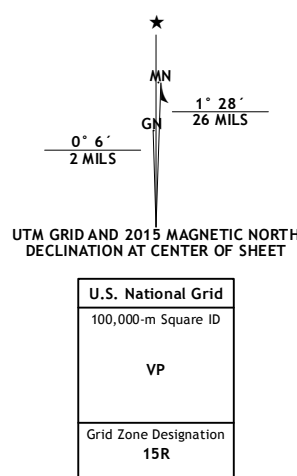 ★
MN
GN
1° 28´
26 MILS
0° 6´
2 MILS
UTM GRID AND 2015 MAGNETIC NORTH
DECLINATION AT CENTER OF SHEET
U.S. National Grid
100,000-m Square ID
VP
Grid Zone Designation
15R